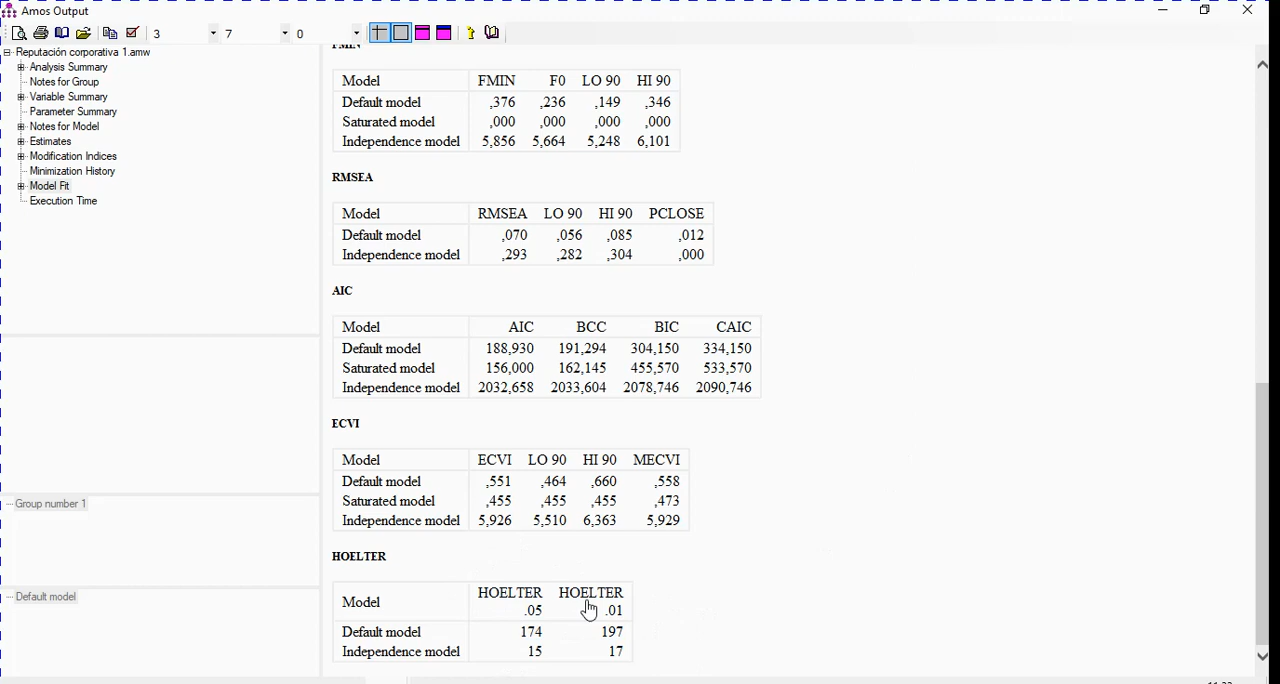 Amos Output
3 7 0
Reputación corporativa 1.amw
Analysis Summary
Notes for Group
Variable Summary
Parameter Summary
Notes for Model
Estimates
Modification Indices
Minimization History
Model Fit
Execution Time
Group number 1
Default model
FMIN
Model FMIN F0 LO 90 HI 90
Default model ,376 ,236 ,149 ,346
Saturated model ,000 ,000 ,000 ,000
Independence model 5,856 5,664 5,248 6,101
RMSEA
Model RMSEA LO 90 HI 90 PCLOSE
Default model ,070 ,056 ,085 ,012
Independence model ,293 ,282 ,304 ,000
AIC
Model AIC BCC BIC CAIC
Default model 188,930 191,294 304,150 334,150
Saturated model 156,000 162,145 455,570 533,570
Independence model 2032,658 2033,604 2078,746 2090,746
ECVI
Model ECVI LO 90 HI 90 MECVI
Default model ,551 ,464 ,660 ,558
Saturated model ,455 ,455 ,455 ,473
Independence model 5,926 5,510 6,363 5,929
HOELTER
Model HOELTER HOELTER
.05 .01
Default model 174 197
Independence model 15 17